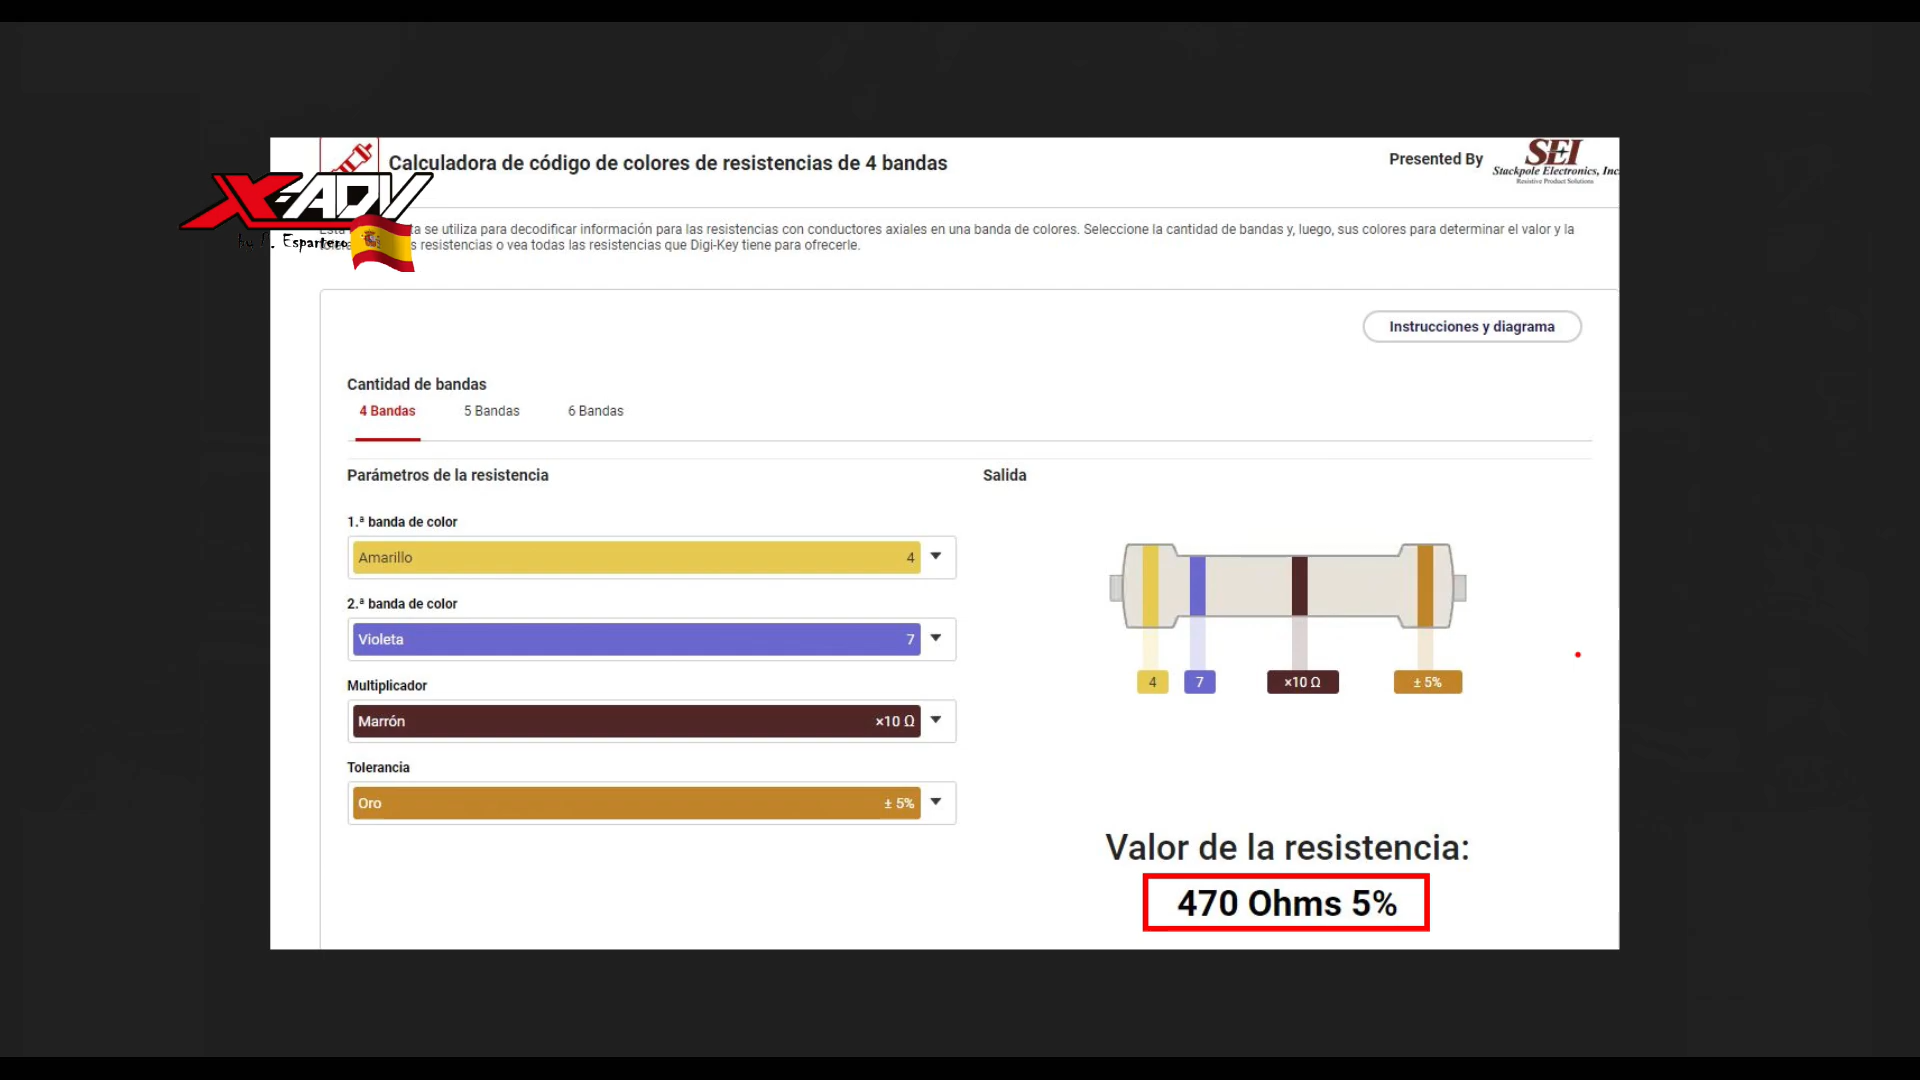 Calculadora de código de colores de resistencias de 4 bandas
Presented By
SEI
Stackpole Electronics, Inc
Resistive Product Solutions
X-ADV
Espartero
se utiliza para decodificar información para las resistencias con conductores axiales en una banda de colores. Seleccione la cantidad de bandas y, luego, sus colores para determinar el valor y la
resistencias o vea todas las resistencias que Digi-Key tiene para ofrecerle.
Instrucciones y diagrama
Cantidad de bandas
4 Bandas 5 Bandas 6 Bandas
Parámetros de la resistencia
1.ª banda de color
Amarillo 4
2.ª banda de color
Violeta 7
Multiplicador
Marrón ×10 Ω
Tolerancia
Oro ± 5%
Salida
4 7 ×10 Ω ± 5%
Valor de la resistencia:
470 Ohms 5%